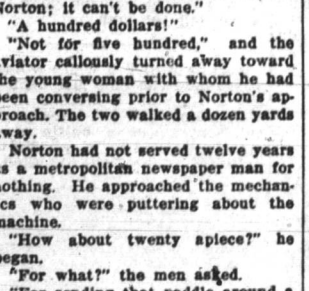 Norton; it can't be done."
"A hundred dollars!"
"Not for five hundred," and the
aviator callously turned away toward
the young woman with whom he had
been conversing prior to Norton's ap-
proach. The two walked a dozen yards
away.
Norton had not served twelve years
as a metropolitan newspaper man for
nothing. He approached the mechan-
ics who were puttering about the
machine.
"How about twenty apiece?" he
began.
"For what?" the men asked.